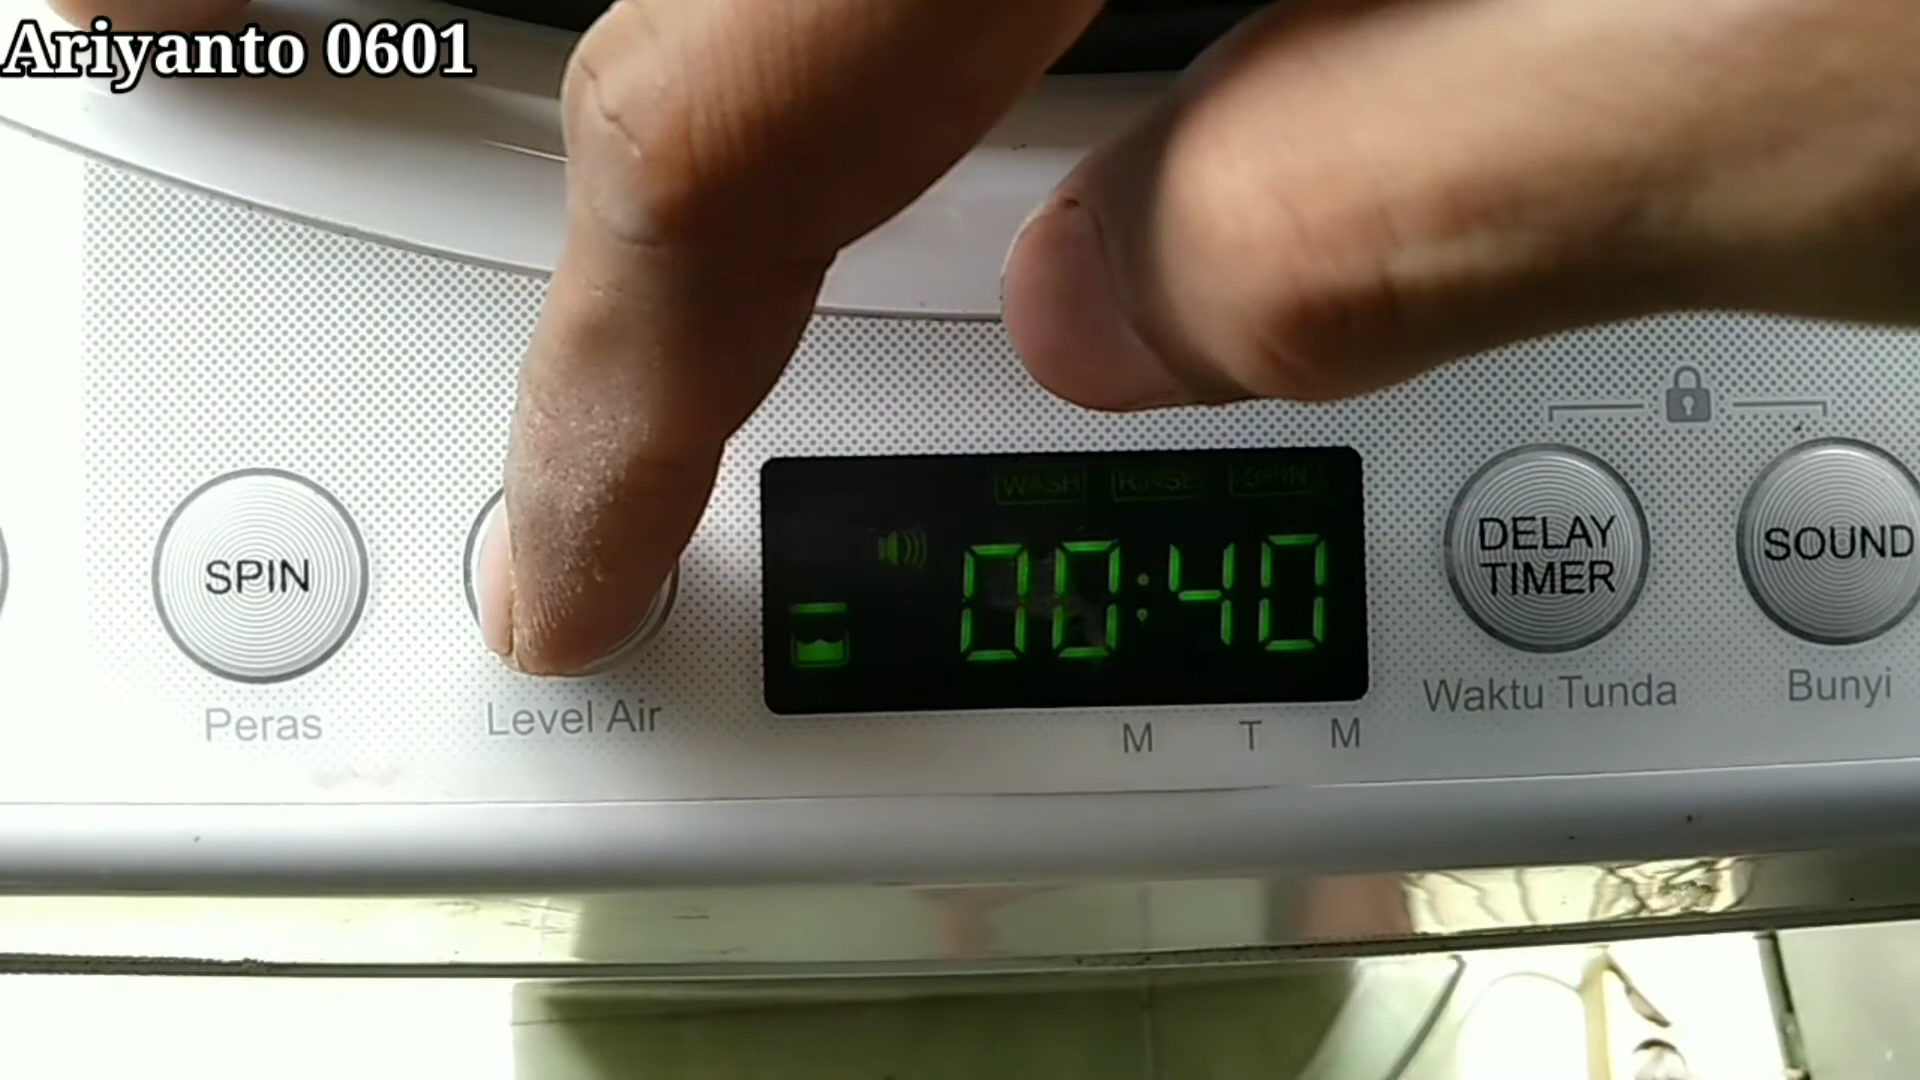 Ariyanto 0601
WASH RINSE SPIN
00:40
SPIN
DELAY
TIMER
SOUND
Peras
Level Air
Waktu Tunda
Bunyi
M T M